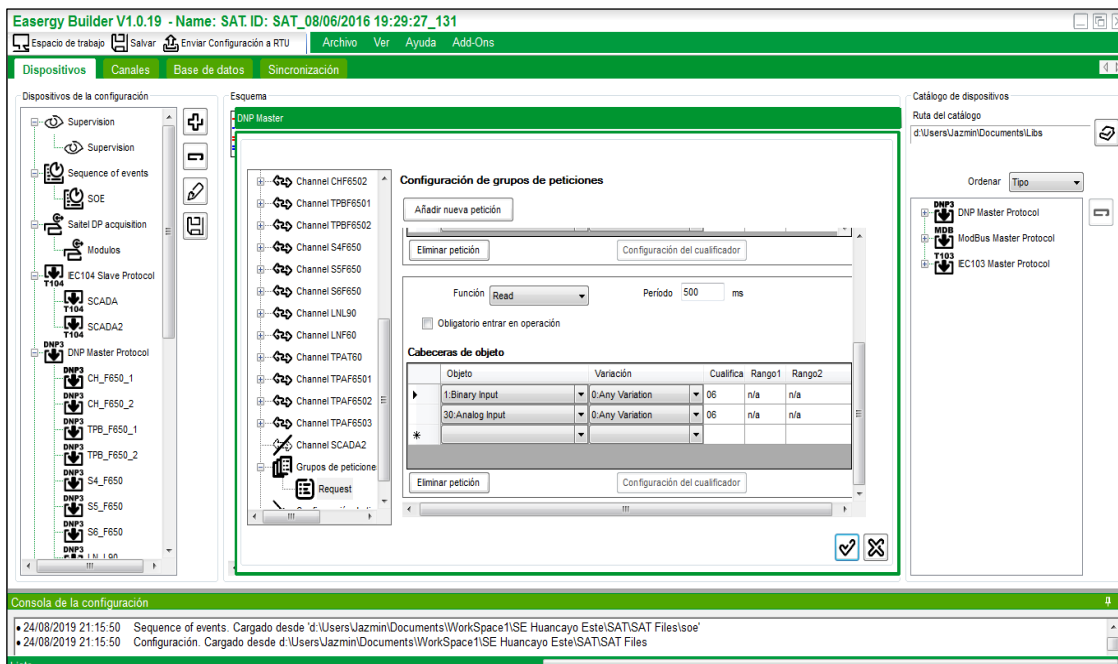 Easergy Builder V1.0.19 - Name: SAT. ID: SAT_08/06/2016 19:29:27_131
Espacio de trabajo Salvar Enviar Configuración a RTU Archivo Ver Ayuda Add-Ons
Dispositivos Canales Base de datos Sincronización
Dispositivos de la configuración
Supervision
Supervision
Sequence of events
SOE
Saitel DP acquisition
Modulos
T104 IEC104 Slave Protocol
T104 SCADA
T104 SCADA2
DNP3 DNP Master Protocol
DNP3 CH_F650_1
DNP3 CH_F650_2
DNP3 TPB_F650_1
DNP3 TPB_F650_2
DNP3 S4_F650
DNP3 S5_F650
DNP3 S6_F650
DNP3 LN_L90
Esquema
DNP Master
Channel CHF6502
Channel TPBF6501
Channel TPBF6502
Channel S4F650
Channel S5F650
Channel S6F650
Channel LNL90
Channel LNF60
Channel TPAT60
Channel TPAF6501
Channel TPAF6502
Channel TPAF6503
Channel SCADA2
Grupos de peticione
Request
Configuración de grupos de peticiones
Añadir nueva petición
Eliminar petición Configuración del cualificador
Función Read Período 500 ms
Obligatorio entrar en operación
Cabeceras de objeto
Objeto Variación Cualifica Rango1 Rango2
1:Binary Input 0:Any Variation 06 n/a n/a
30:Analog Input 0:Any Variation 06 n/a n/a
Eliminar petición Configuración del cualificador
Catálogo de dispositivos
Ruta del catálogo
d:\Users\Jazmin\Documents\Libs
Ordenar Tipo
DNP3 DNP Master Protocol
MDB ModBus Master Protocol
T103 IEC103 Master Protocol
Consola de la configuración
• 24/08/2019 21:15:50 Sequence of events. Cargado desde 'd:\Users\Jazmin\Documents\WorkSpace1\SE Huancayo Este\SAT\SAT Files\soe'
• 24/08/2019 21:15:50 Configuración. Cargado desde d:\Users\Jazmin\Documents\WorkSpace1\SE Huancayo Este\SAT\SAT Files